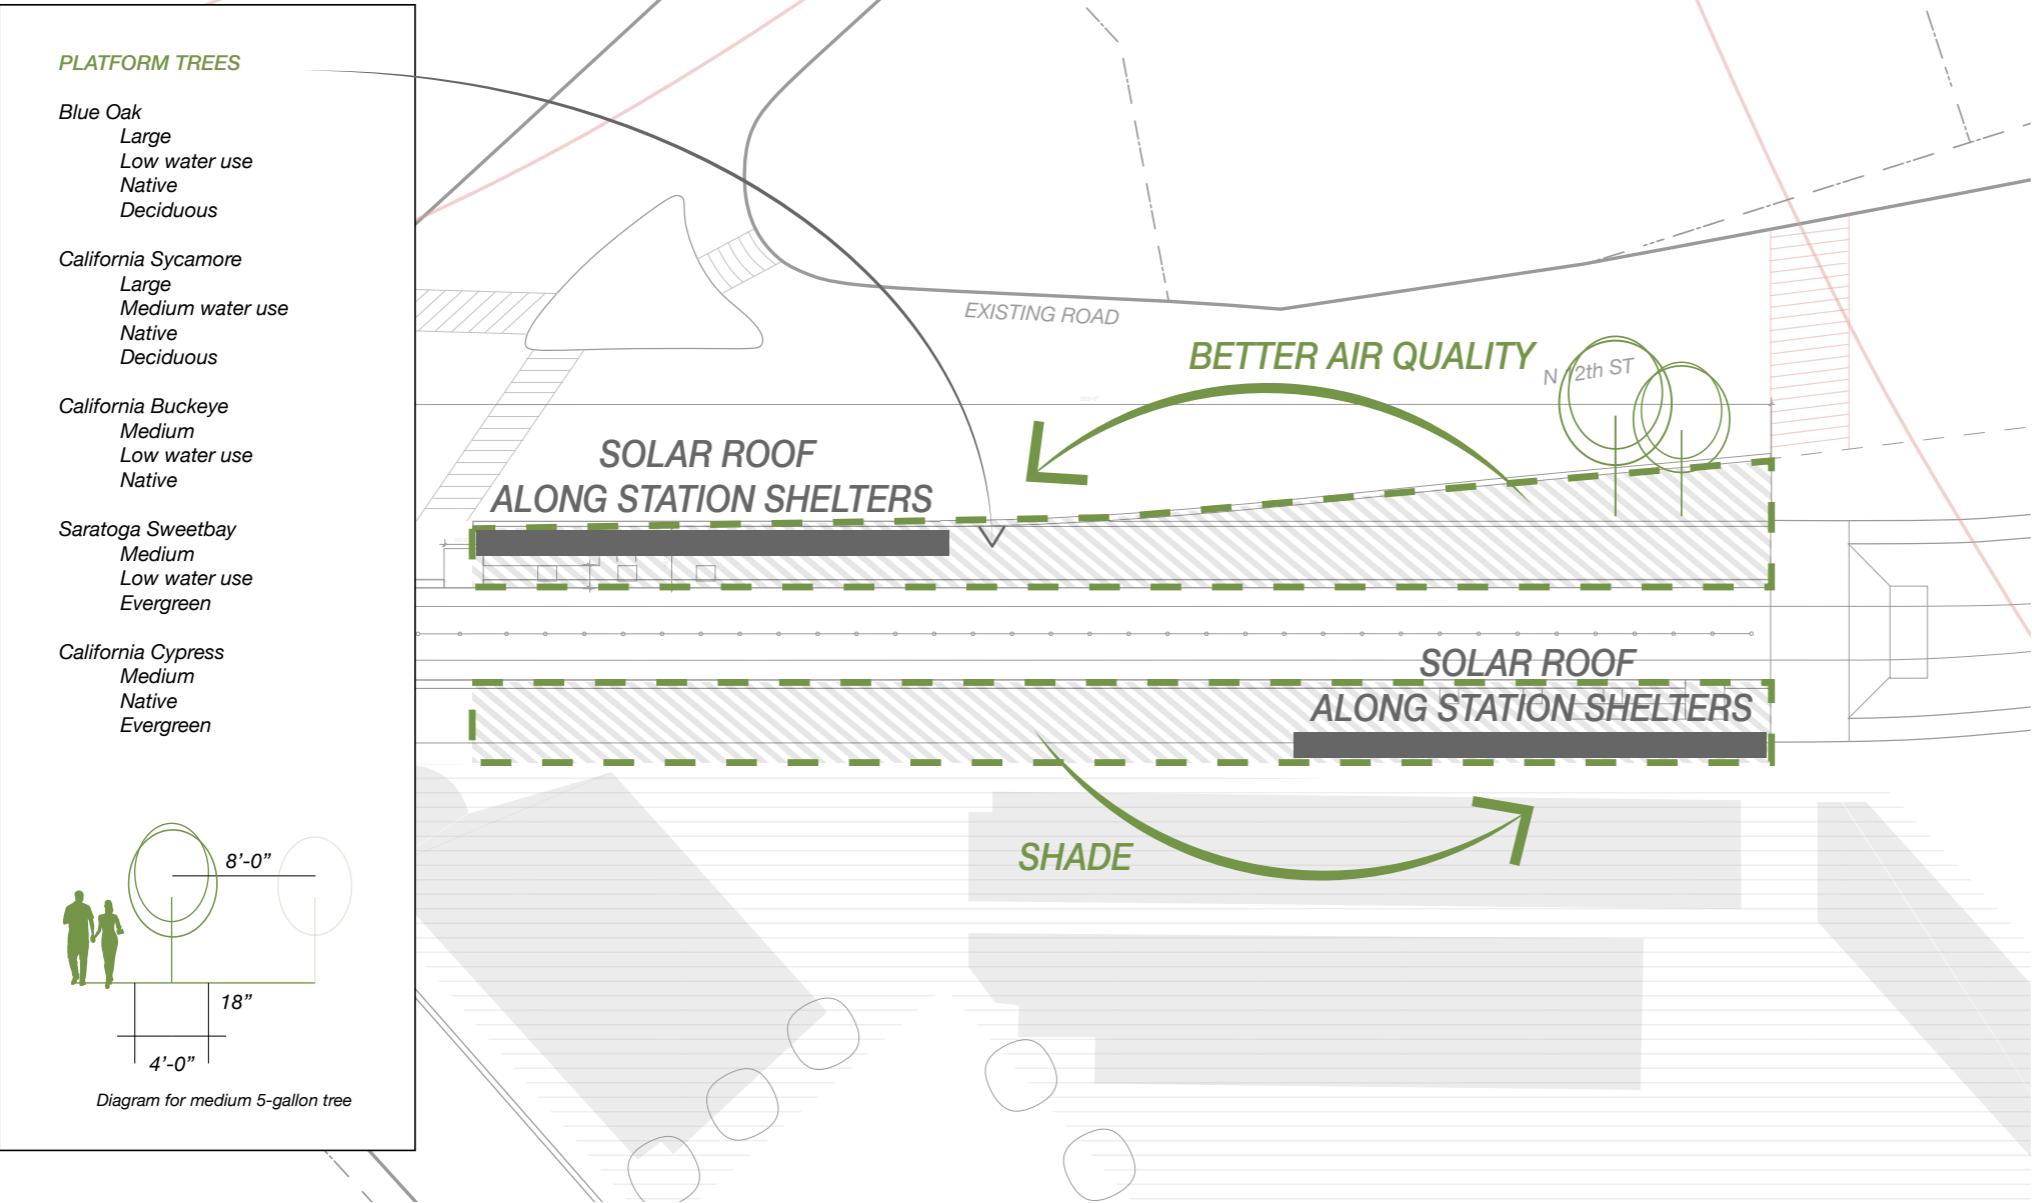 PLATFORM TREES
Blue Oak
Large
Low water use
Native
Deciduous
California Sycamore
Large
Medium water use
Native
Deciduous
California Buckeye
Medium
Low water use
Native
Saratoga Sweetbay
Medium
Low water use
Evergreen
California Cypress
Medium
Native
Evergreen
8’-0”
18”
4’-0”
Diagram for medium 5-gallon tree
EXISTING ROAD
BETTER AIR QUALITY
N 12th ST
SOLAR ROOF
ALONG STATION SHELTERS
SOLAR ROOF
ALONG STATION SHELTERS
SHADE